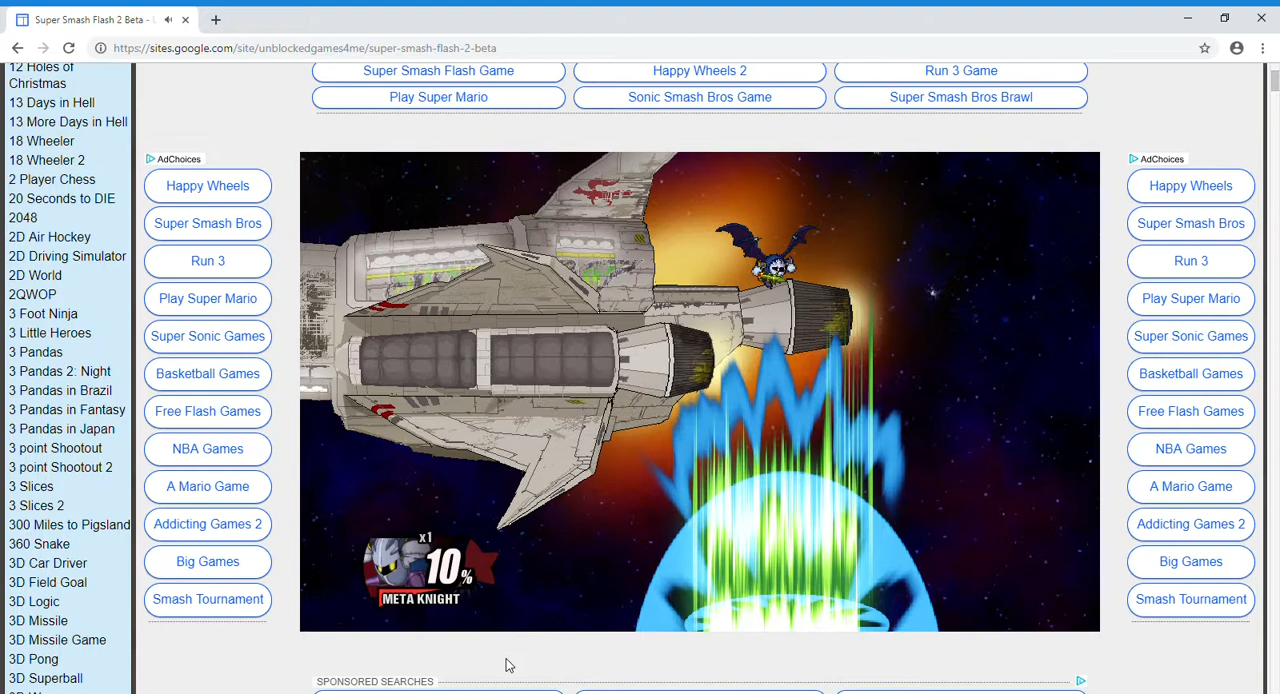 Super Smash Flash 2 Beta -
https://sites.google.com/site/unblockedgames4me/super-smash-flash-2-beta
12 Holes of
Christmas
13 Days in Hell
13 More Days in Hell
18 Wheeler
18 Wheeler 2
2 Player Chess
20 Seconds to DIE
2048
2D Air Hockey
2D Driving Simulator
2D World
2QWOP
3 Foot Ninja
3 Little Heroes
3 Pandas
3 Pandas 2: Night
3 Pandas in Brazil
3 Pandas in Fantasy
3 Pandas in Japan
3 point Shootout
3 point Shootout 2
3 Slices
3 Slices 2
300 Miles to Pigsland
360 Snake
3D Car Driver
3D Field Goal
3D Logic
3D Missile
3D Missile Game
3D Pong
3D Superball
Super Smash Flash Game
Happy Wheels 2
Run 3 Game
Play Super Mario
Sonic Smash Bros Game
Super Smash Bros Brawl
AdChoices
Happy Wheels
Super Smash Bros
Run 3
Play Super Mario
Super Sonic Games
Basketball Games
Free Flash Games
NBA Games
A Mario Game
Addicting Games 2
Big Games
Smash Tournament
x1
10%
META KNIGHT
SPONSORED SEARCHES
AdChoices
Happy Wheels
Super Smash Bros
Run 3
Play Super Mario
Super Sonic Games
Basketball Games
Free Flash Games
NBA Games
A Mario Game
Addicting Games 2
Big Games
Smash Tournament